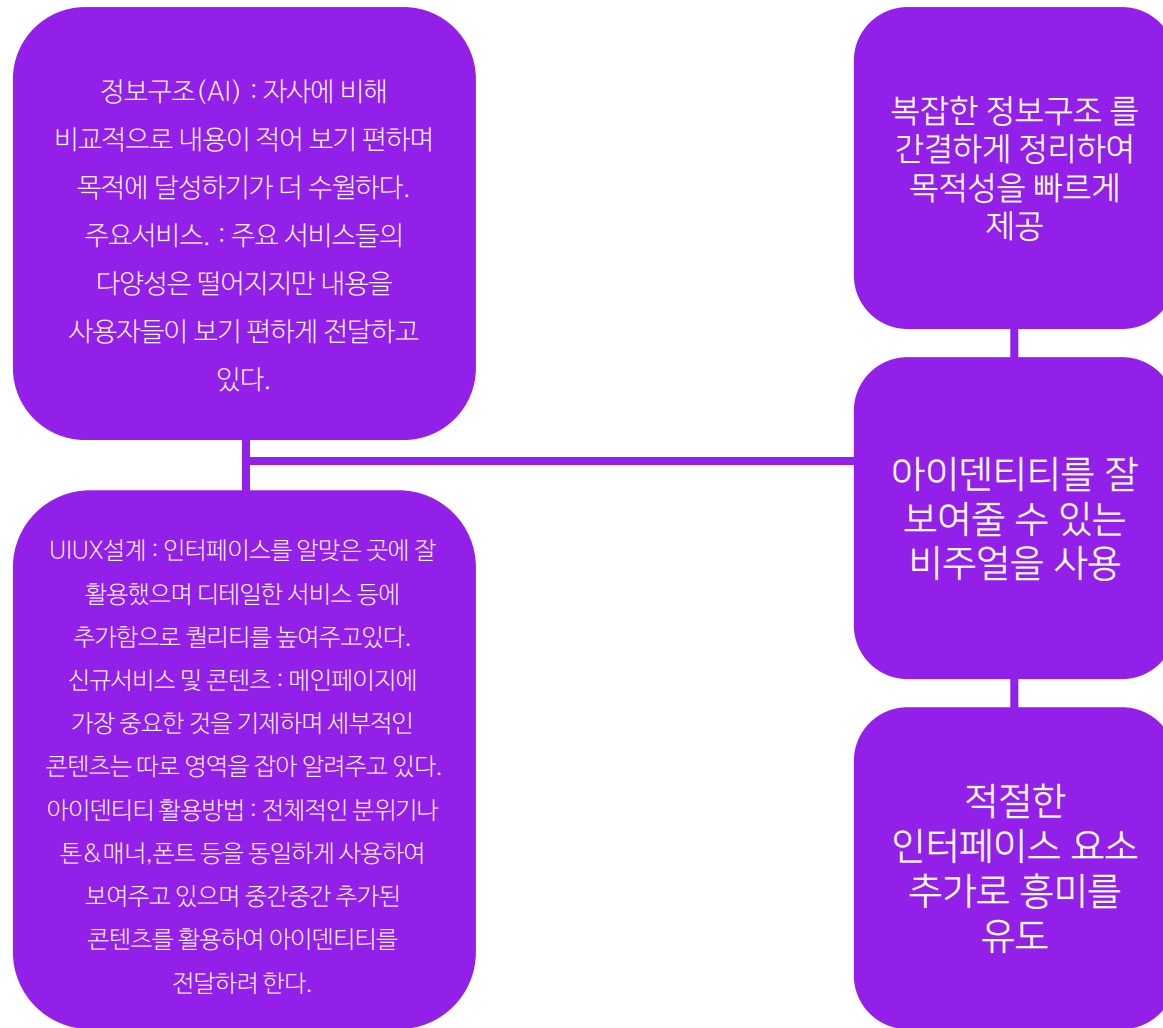 정보구조(AI) : 자사에 비해
비교적으로 내용이 적어 보기 편하며
목적에 달성하기가 더 수월하다.
주요서비스. : 주요 서비스들의
다양성은 떨어지지만 내용을
사용자들이 보기 편하게 전달하고
있다.
UIUX설계 : 인터페이스를 알맞은 곳에 잘
활용했으며 디테일한 서비스 등에
추가함으로 퀄리티를 높여주고있다.
신규서비스 및 콘텐츠 : 메인페이지에
가장 중요한 것을 기제하며 세부적인
콘텐츠는 따로 영역을 잡아 알려주고 있다.
아이덴티티 활용방법 : 전체적인 분위기나
톤&매너,폰트 등을 동일하게 사용하여
보여주고 있으며 중간중간 추가된
콘텐츠를 활용하여 아이덴티티를
전달하려 한다.
복잡한 정보구조 를
간결하게 정리하여
목적성을 빠르게
제공
아이덴티티를 잘
보여줄 수 있는
비주얼을 사용
적절한
인터페이스 요소
추가로 흥미를
유도